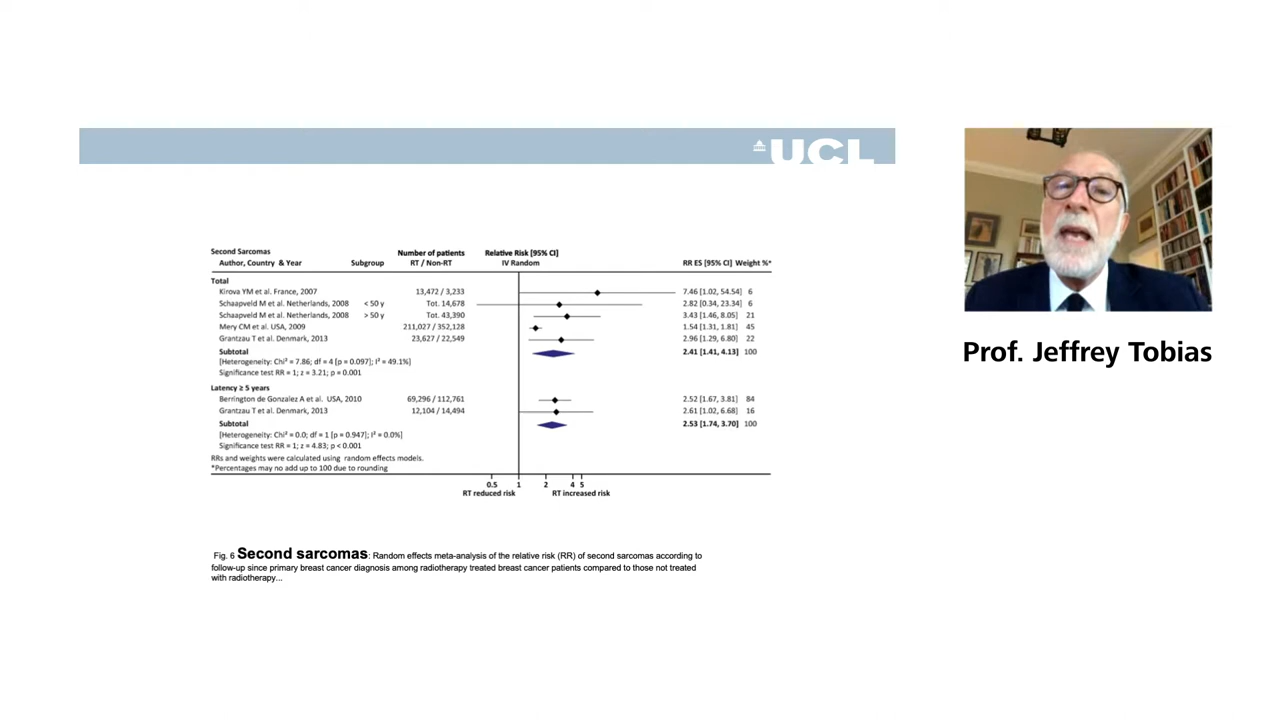 UCL
Second Sarcomas Number of patients Relative Risk [95% CI]
Author, Country & Year Subgroup RT / Non-RT IV Random RR ES [95% CI] Weight %*
Total
Kirova YM et al. France, 2007 13,472 / 3,233 7.46 [1.02, 54.54] 6
Schaapveld M et al. Netherlands, 2008 < 50 y Tot. 14,678 2.82 [0.34, 23.34] 6
Schaapveld M et al. Netherlands, 2008 > 50 y Tot. 43,390 3.43 [1.46, 8.05] 21
Mery CM et al. USA, 2009 211,027 / 352,128 1.54 [1.31, 1.81] 45
Grantzau T et al. Denmark, 2013 23,627 / 22,549 2.96 [1.29, 6.80] 22
Subtotal 2.41 [1.41, 4.13] 100
[Heterogeneity: Chi² = 7.86; df = 4 [p = 0.097]; I² = 49.1%]
Significance test RR = 1; z = 3.21; p = 0.001
Latency ≥ 5 years
Berrington de Gonzalez A et al. USA, 2010 69,296 / 112,761 2.52 [1.67, 3.81] 84
Grantzau T et al. Denmark, 2013 12,104 / 14,494 2.61 [1.02, 6.68] 16
Subtotal 2.53 [1.74, 3.70] 100
[Heterogeneity: Chi² = 0.0; df = 1 [p = 0.947]; I² = 0.0%]
Significance test RR = 1; z = 4.83; p < 0.001
RRs and weights were calculated using random effects models.
*Percentages may no add up to 100 due to rounding
0.5 1 2 4 5
RT reduced risk RT increased risk
Fig. 6 Second sarcomas: Random effects meta-analysis of the relative risk (RR) of second sarcomas according to
follow-up since primary breast cancer diagnosis among radiotherapy treated breast cancer patients compared to those not treated
with radiotherapy...
Prof. Jeffrey Tobias